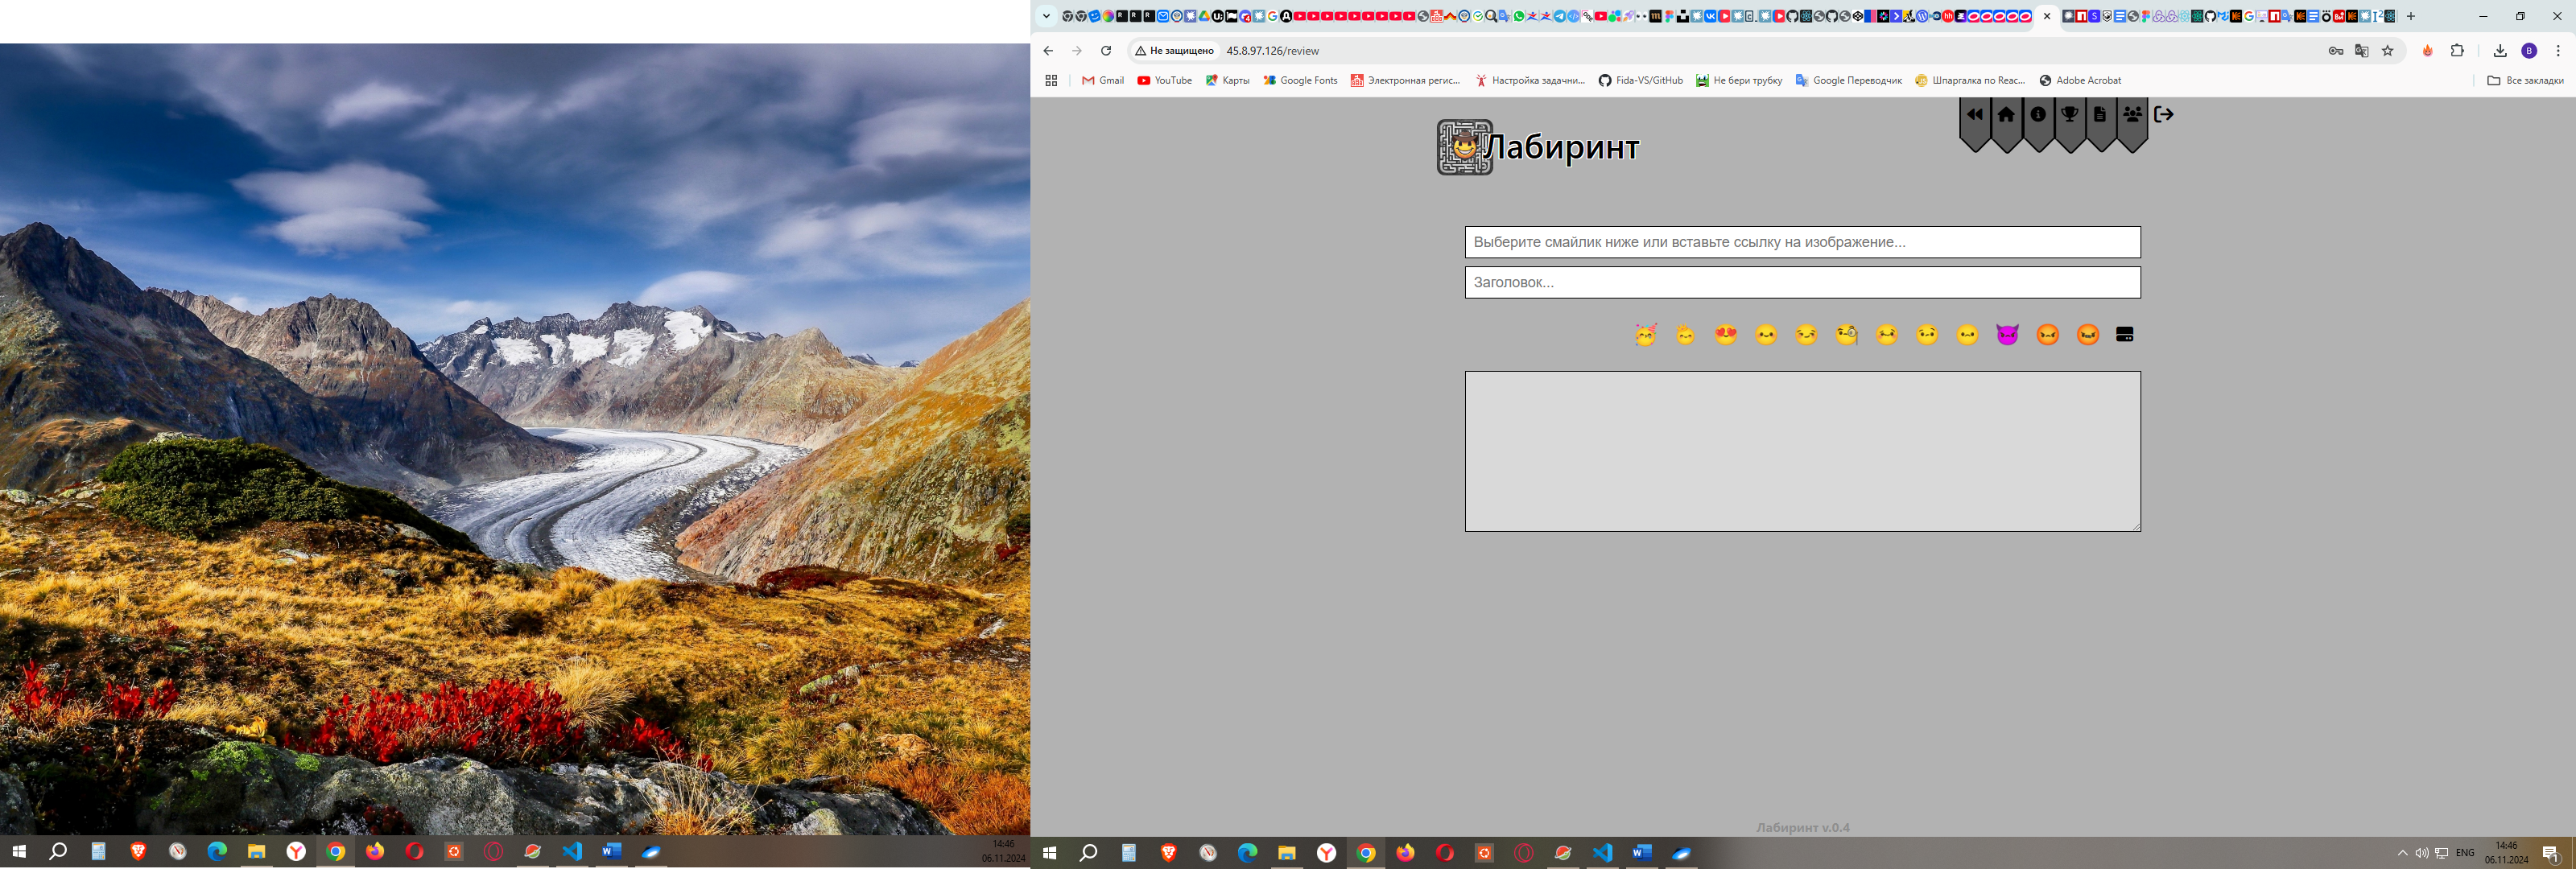 Не защищено
45.8.97.126/review
Gmail
YouTube
Карты
Google Fonts
Электронная регис...
Настройка задачни...
Fida-VS/GitHub
Не бери трубку
Google Переводчик
Шпаргалка по Reac...
Adobe Acrobat
Все закладки
Лабиринт
Выберите смайлик ниже или вставьте ссылку на изображение...
Заголовок...
Лабиринт v.0.4
14:46
06.11.2024
ENG
14:46
06.11.2024
1